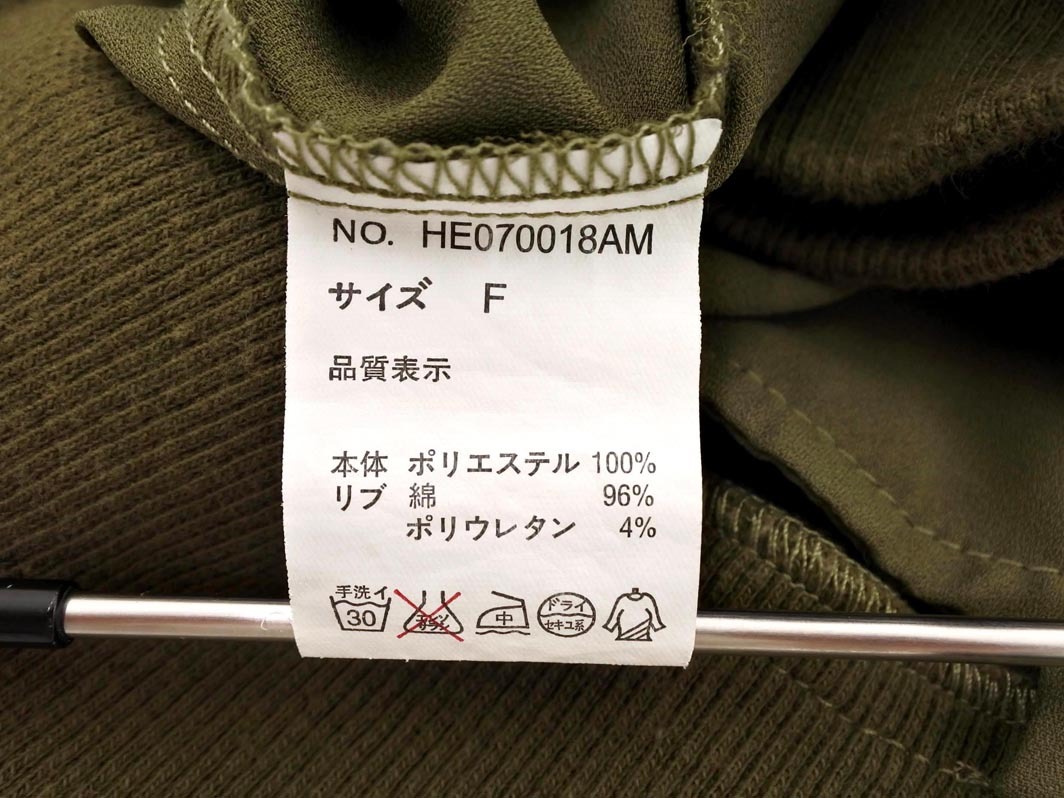 NO. HE070018AM
サイズ F
品質表示
本体 ポリエステル 100%
リブ 綿 96%
ポリウレタン 4%
手洗イ
30
中
ドライ
セキユ系